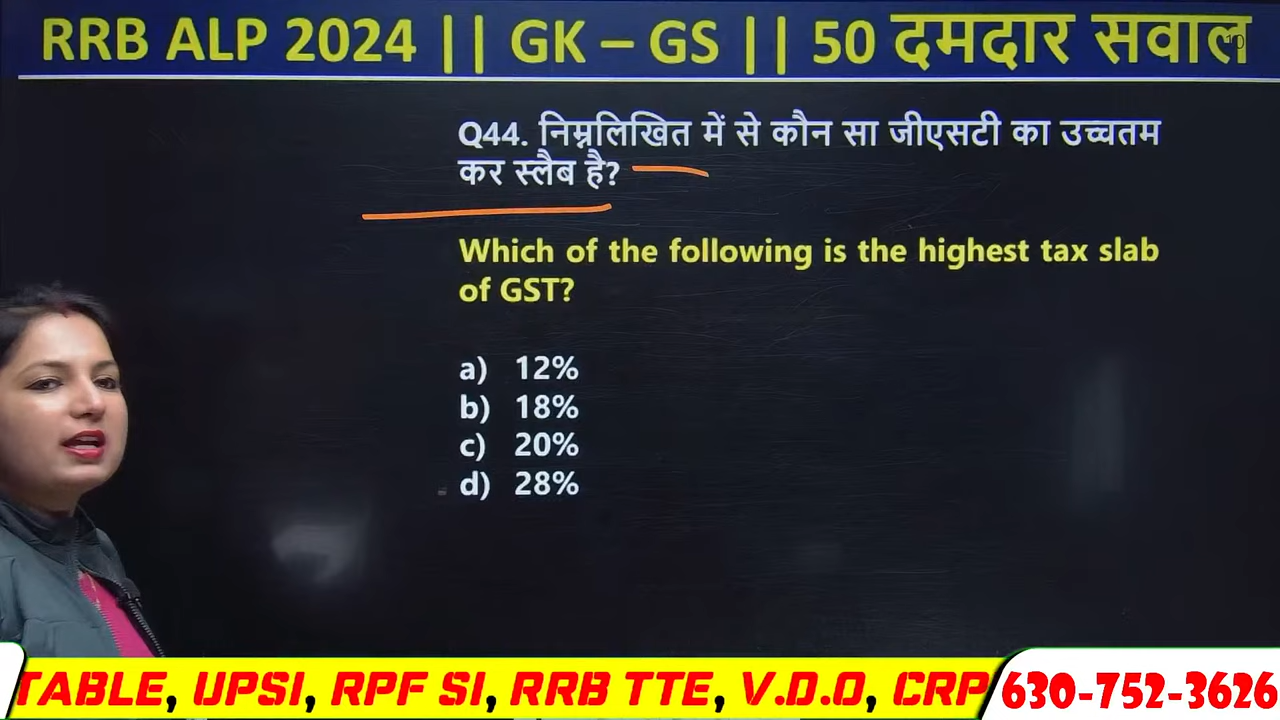 RRB ALP 2024 || GK – GS || 50 दमदार सवाल
Q44. निम्नलिखित में से कौन सा जीएसटी का उच्चतम
कर स्लैब है?
Which of the following is the highest tax slab
of GST?
a) 12%
b) 18%
c) 20%
d) 28%
TABLE, UPSI, RPF SI, RRB TTE, V.D.O, CRP
630-752-3626